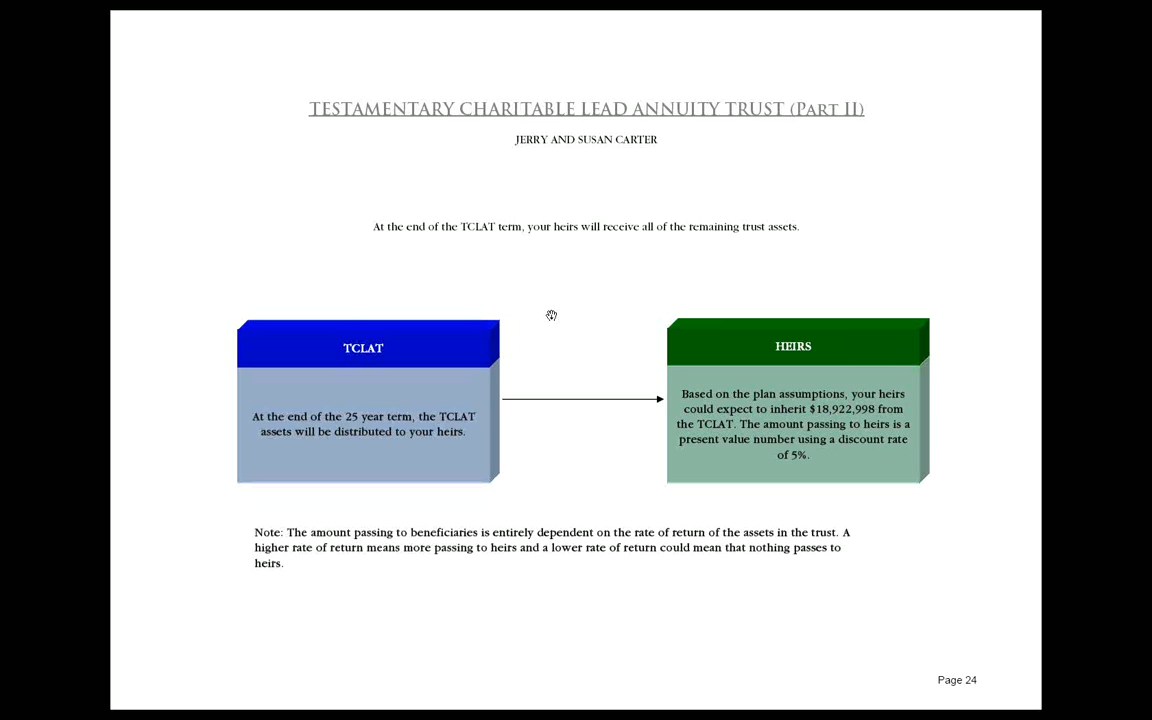 TESTAMENTARY CHARITABLE LEAD ANNUITY TRUST (PART II)
JERRY AND SUSAN CARTER
At the end of the TCLAT term, your heirs will receive all of the remaining trust assets.
TCLAT
At the end of the 25 year term, the TCLAT
assets will be distributed to your heirs.
HEIRS
Based on the plan assumptions, your heirs
could expect to inherit $18,922,998 from
the TCLAT. The amount passing to heirs is a
present value number using a discount rate
of 5%.
Note: The amount passing to beneficiaries is entirely dependent on the rate of return of the assets in the trust. A
higher rate of return means more passing to heirs and a lower rate of return could mean that nothing passes to
heirs.
Page 24